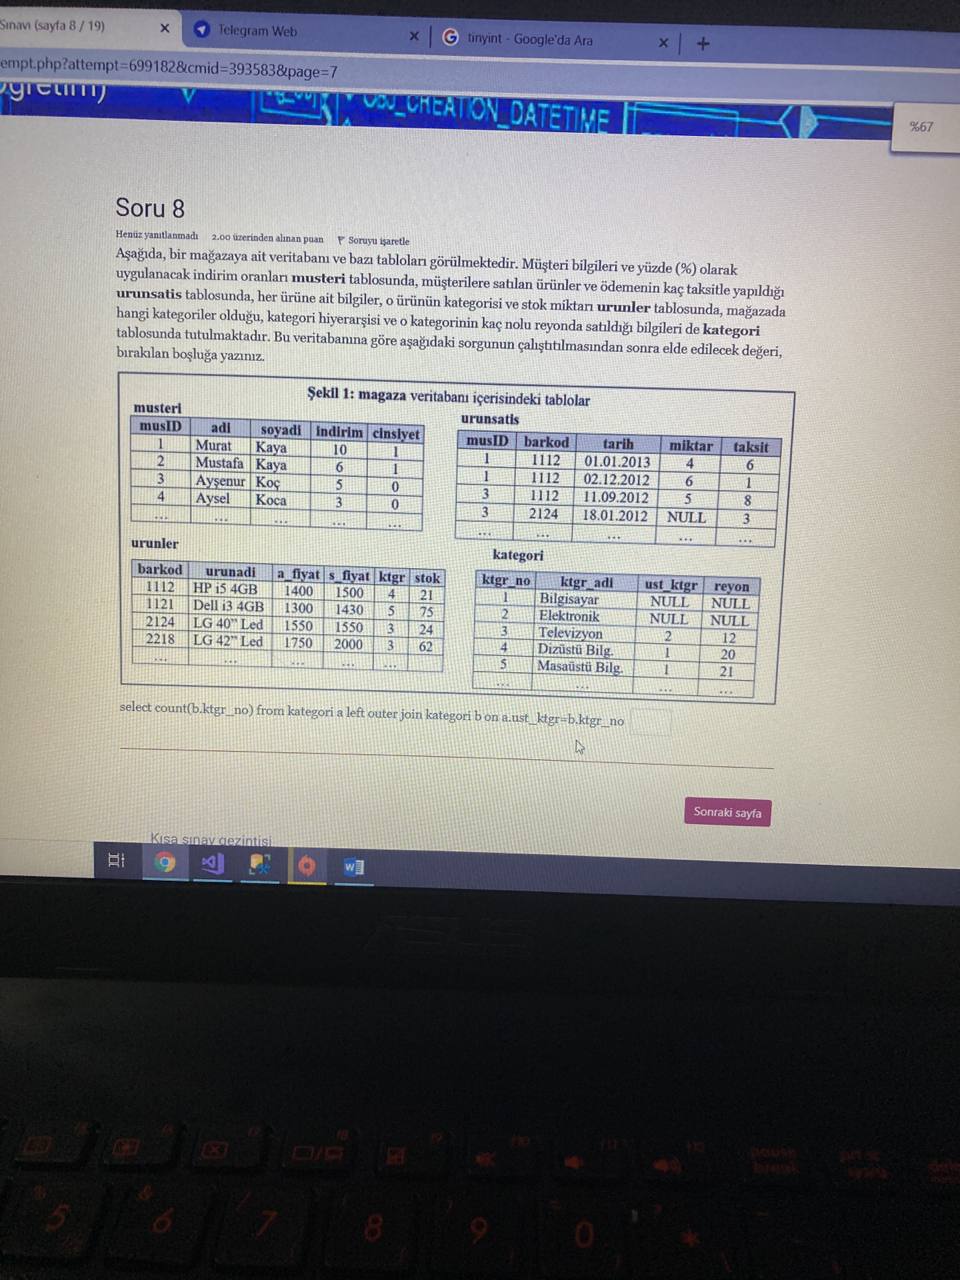 Sınavı (sayfa 8 / 19)
Telegram Web
tinyint - Google'da Ara
empt.php?attempt=699182&cmid=393583&page=7
CREATION_DATETIME
%67
Soru 8
Henüz yanıtlanmadı 2.00 üzerinden alınan puan Soruyu işaretle
Aşağıda, bir mağazaya ait veritabanı ve bazı tabloları görülmektedir. Müşteri bilgileri ve yüzde (%) olarak
uygulanacak indirim oranları musteri tablosunda, müşterilere satılan ürünler ve ödemenin kaç taksitle yapıldığı
urunsatis tablosunda, her ürüne ait bilgiler, o ürünün kategorisi ve stok miktarı urunler tablosunda, mağazada
hangi kategoriler olduğu, kategori hiyerarşisi ve o kategorinin kaç nolu reyonda satıldığı bilgileri de kategori
tablosunda tutulmaktadır. Bu veritabanına göre aşağıdaki sorgunun çalıştıtılmasından sonra elde edilecek değeri,
bırakılan boşluğa yazınız.
Şekil 1: magaza veritabanı içerisindeki tablolar
musteri
musID adi soyadi indirim cinsiyet
1 Murat Kaya 10 1
2 Mustafa Kaya 6 1
3 Ayşenur Koç 5 0
4 Aysel Koca 3 0
... ... ... ... ...
urunsatis
musID barkod tarih miktar taksit
1 1112 01.01.2013 4 6
1 1112 02.12.2012 6 1
3 1112 11.09.2012 5 8
3 2124 18.01.2012 NULL 3
... ... ... ... ...
urunler
barkod urunadi a_fiyat s_fiyat ktgr stok
1112 HP i5 4GB 1400 1500 4 21
1121 Dell i3 4GB 1300 1430 5 75
2124 LG 40" Led 1550 1550 3 24
2218 LG 42" Led 1750 2000 3 62
... ... ... ... ...
kategori
ktgr_no ktgr_adi ust_ktgr reyon
1 Bilgisayar NULL NULL
2 Elektronik NULL NULL
3 Televizyon 2 12
4 Dizüstü Bilg. 1 20
5 Masaüstü Bilg. 1 21
... ... ... ...
select count(b.ktgr_no) from kategori a left outer join kategori b on a.ust_ktgr=b.ktgr_no
Sonraki sayfa
Kısa sınav gezintisi
5 6 7 8 9 0 *